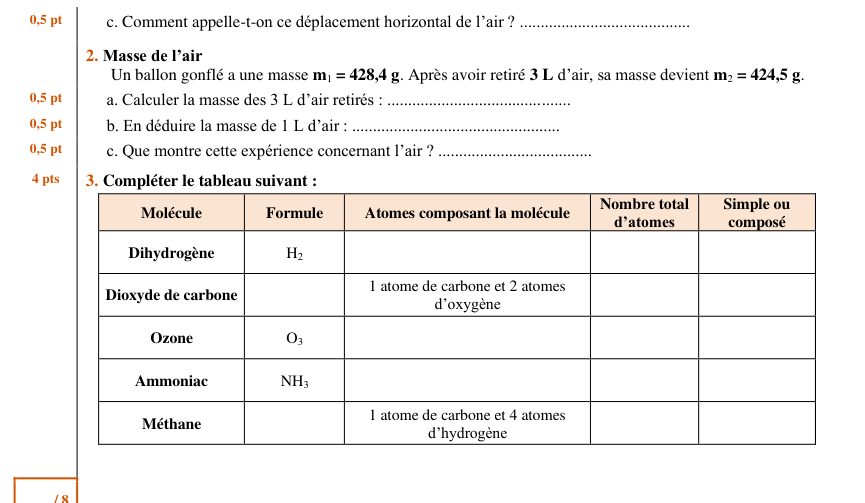 0,5 pt c. Comment appelle-t-on ce déplacement horizontal de l’air ? .........................................
2. Masse de l’air
Un ballon gonflé a une masse m₁ = 428,4 g. Après avoir retiré 3 L d’air, sa masse devient m₂ = 424,5 g.
0,5 pt a. Calculer la masse des 3 L d’air retirés : ............................................
0,5 pt b. En déduire la masse de 1 L d’air : ..................................................
0,5 pt c. Que montre cette expérience concernant l’air ? .....................................
4 pts 3. Compléter le tableau suivant :
Molécule Formule Atomes composant la molécule Nombre total d’atomes Simple ou composé
Dihydrogène H₂
Dioxyde de carbone 1 atome de carbone et 2 atomes d’oxygène
Ozone O₃
Ammoniac NH₃
Méthane 1 atome de carbone et 4 atomes d’hydrogène
/ 8